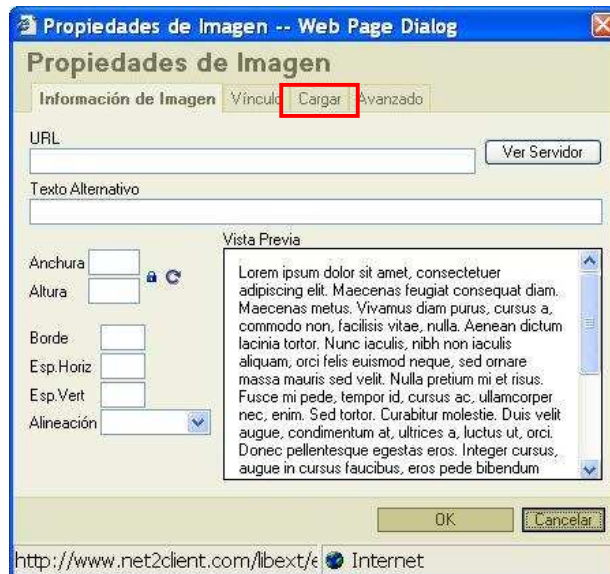 Propiedades de Imagen -- Web Page Dialog
Propiedades de Imagen
Información de Imagen Vínculo Cargar Avanzado
URL
Ver Servidor
Texto Alternativo
Vista Previa
Anchura
Altura
Borde
Esp.Horiz
Esp.Vert
Alineación
Lorem ipsum dolor sit amet, consectetuer
adipiscing elit. Maecenas feugiat consequat diam.
Maecenas metus. Vivamus diam purus, cursus a,
commodo non, facilisis vitae, nulla. Aenean dictum
lacinia tortor. Nunc iaculis, nibh non iaculis
aliquam, orci felis euismod neque, sed ornare
massa mauris sed velit. Nulla pretium mi et risus.
Fusce mi pede, tempor id, cursus ac, ullamcorper
nec, enim. Sed tortor. Curabitur molestie. Duis velit
augue, condimentum at, ultrices a, luctus ut, orci.
Donec pellentesque egestas eros. Integer cursus,
augue in cursus faucibus, eros pede bibendum
OK Cancelar
http://www.net2client.com/libext/e Internet